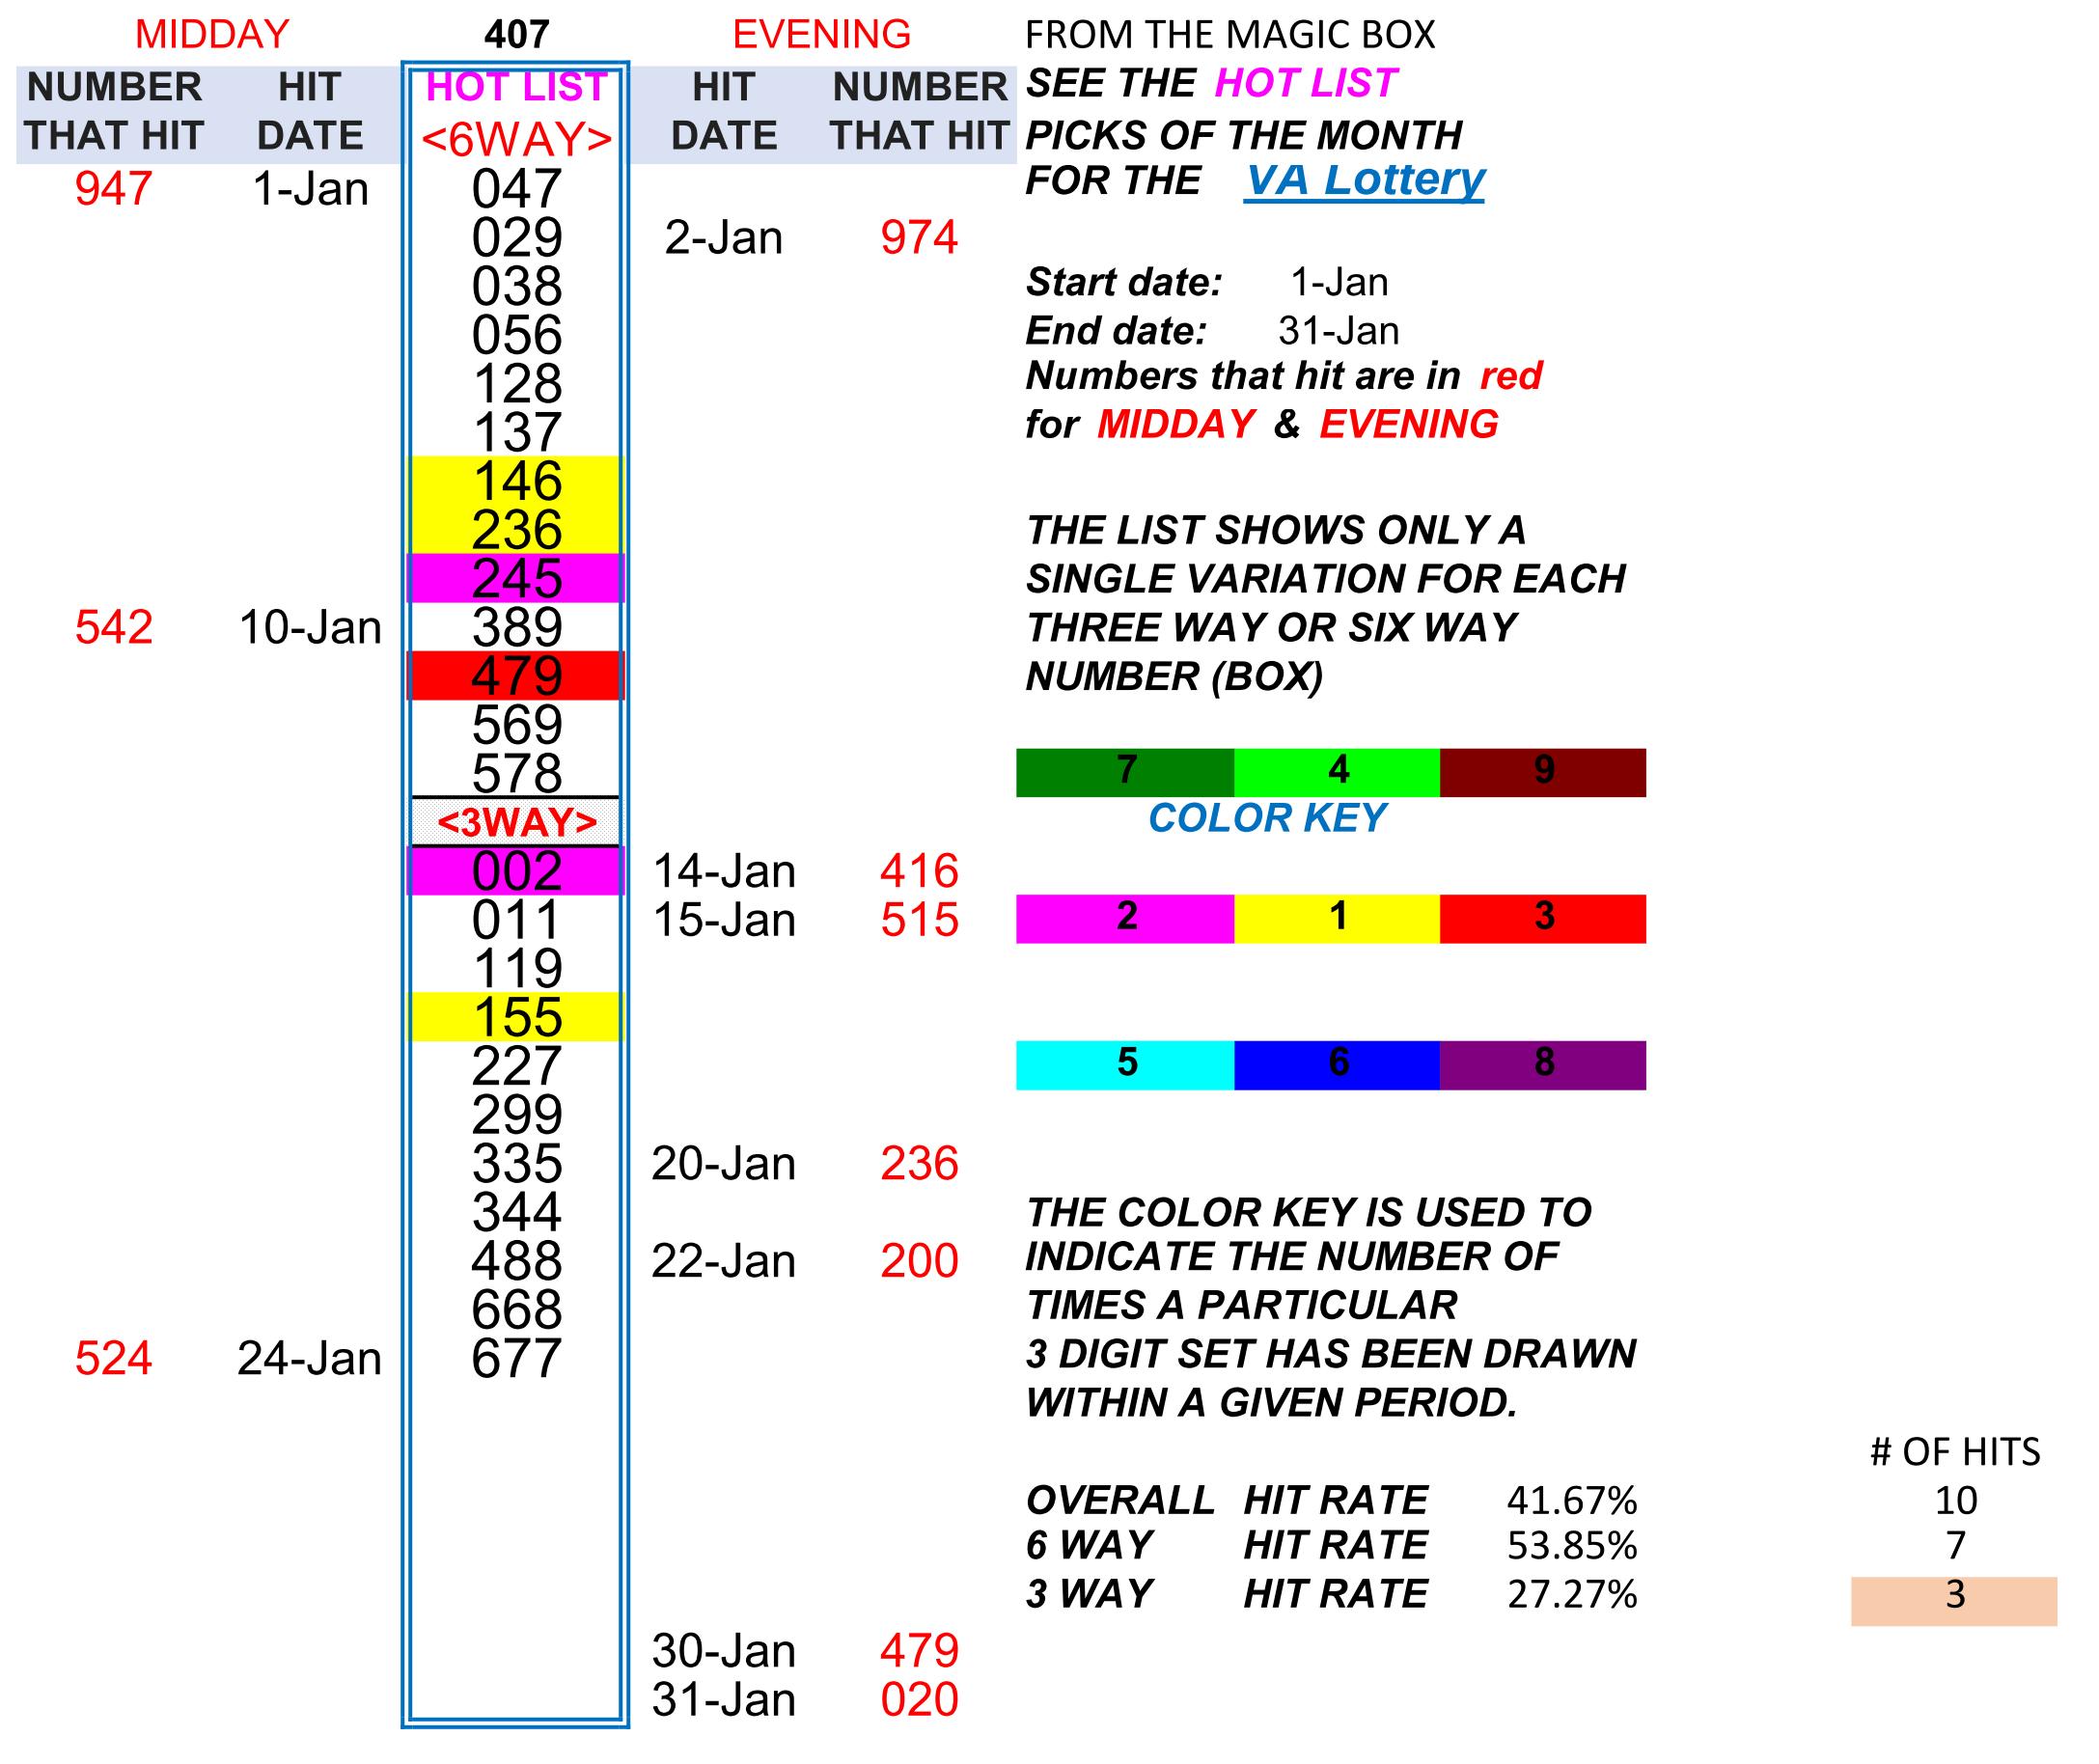 MIDDAY 407 EVENING FROM THE MAGIC BOX
NUMBER HIT HOT LIST HIT NUMBER SEE THE HOT LIST
THAT HIT DATE <6WAY> DATE THAT HIT PICKS OF THE MONTH
947 1-Jan 047 FOR THE VA Lottery
029 2-Jan 974
038 Start date: 1-Jan
056 End date: 31-Jan
128 Numbers that hit are in red
137 for MIDDAY & EVENING
146
236 THE LIST SHOWS ONLY A
245 SINGLE VARIATION FOR EACH
542 10-Jan 389 THREE WAY OR SIX WAY
479 NUMBER (BOX)
569
578 7 4 9
<3WAY> COLOR KEY
002 14-Jan 416
011 15-Jan 515 2 1 3
119
155
227 5 6 8
299
335 20-Jan 236
344 THE COLOR KEY IS USED TO
488 22-Jan 200 INDICATE THE NUMBER OF
668 TIMES A PARTICULAR
524 24-Jan 677 3 DIGIT SET HAS BEEN DRAWN
WITHIN A GIVEN PERIOD.
# OF HITS
OVERALL HIT RATE 41.67% 10
6 WAY HIT RATE 53.85% 7
3 WAY HIT RATE 27.27% 3
30-Jan 479
31-Jan 020